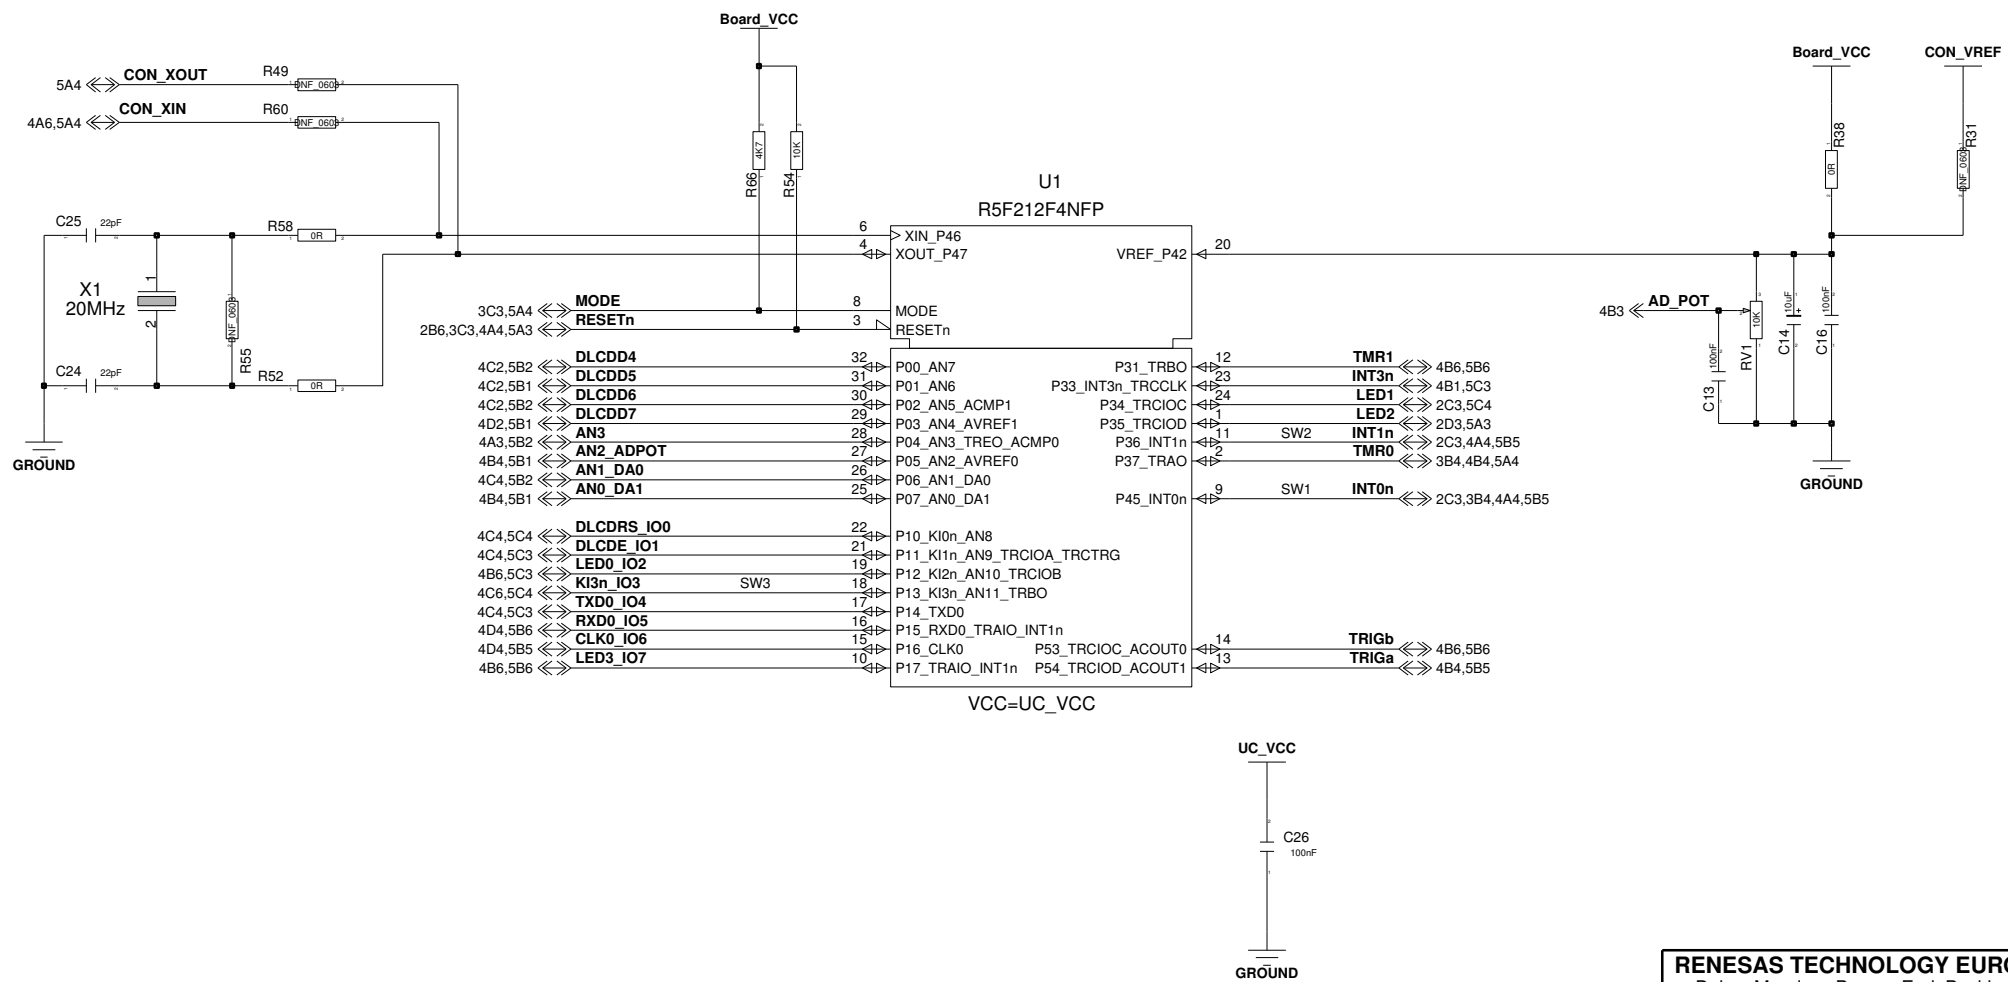 Board_VCC
Board_VCC
CON_VREF
5A4 CON_XOUT R49 DNF_0603
4A6,5A4 CON_XIN R60 DNF_0603
R66 4K7
R54 10K
R38 0R
R31 DNF_0603
U1
R5F212F4NFP
C25 22pF
R58 0R
6 XIN_P46
4 XOUT_P47
VREF_P42 20
X1
20MHz
1
2
R55 DNF_0603
C24 22pF
R52 0R
GROUND
3C3,5A4 MODE 8 MODE
2B6,3C3,4A4,5A3 RESETn 3 RESETn
4B3 AD_POT
C13 100nF
RV1 10K
C14 10uF +
C16 100nF
GROUND
4C2,5B2 DLCDD4 32 P00_AN7
4C2,5B1 DLCDD5 31 P01_AN6
4C2,5B2 DLCDD6 30 P02_AN5_ACMP1
4D2,5B1 DLCDD7 29 P03_AN4_AVREF1
4A3,5B2 AN3 28 P04_AN3_TREO_ACMP0
4B4,5B1 AN2_ADPOT 27 P05_AN2_AVREF0
4C4,5B2 AN1_DA0 26 P06_AN1_DA0
4B4,5B1 AN0_DA1 25 P07_AN0_DA1
P31_TRBO 12 TMR1 4B6,5B6
P33_INT3n_TRCCLK 23 INT3n 4B1,5C3
P34_TRCIOC 24 LED1 2C3,5C4
P35_TRCIOD 1 LED2 2D3,5A3
P36_INT1n 11 SW2 INT1n 2C3,4A4,5B5
P37_TRAO 2 TMR0 3B4,4B4,5A4
P45_INT0n 9 SW1 INT0n 2C3,3B4,4A4,5B5
4C4,5C4 DLCDRS_IO0 22 P10_KI0n_AN8
4C4,5C3 DLCDE_IO1 21 P11_KI1n_AN9_TRCIOA_TRCTRG
4B6,5C3 LED0_IO2 19 P12_KI2n_AN10_TRCIOB
4C6,5C4 KI3n_IO3 SW3 18 P13_KI3n_AN11_TRBO
4C4,5C3 TXD0_IO4 17 P14_TXD0
4D4,5B6 RXD0_IO5 16 P15_RXD0_TRAIO_INT1n
4D4,5B5 CLK0_IO6 15 P16_CLK0
4B6,5B6 LED3_IO7 10 P17_TRAIO_INT1n
P53_TRCIOC_ACOUT0 14 TRIGb 4B6,5B6
P54_TRCIOD_ACOUT1 13 TRIGa 4B4,5B5
VCC=UC_VCC
UC_VCC
C26
100nF
GROUND
RENESAS TECHNOLOGY EURO